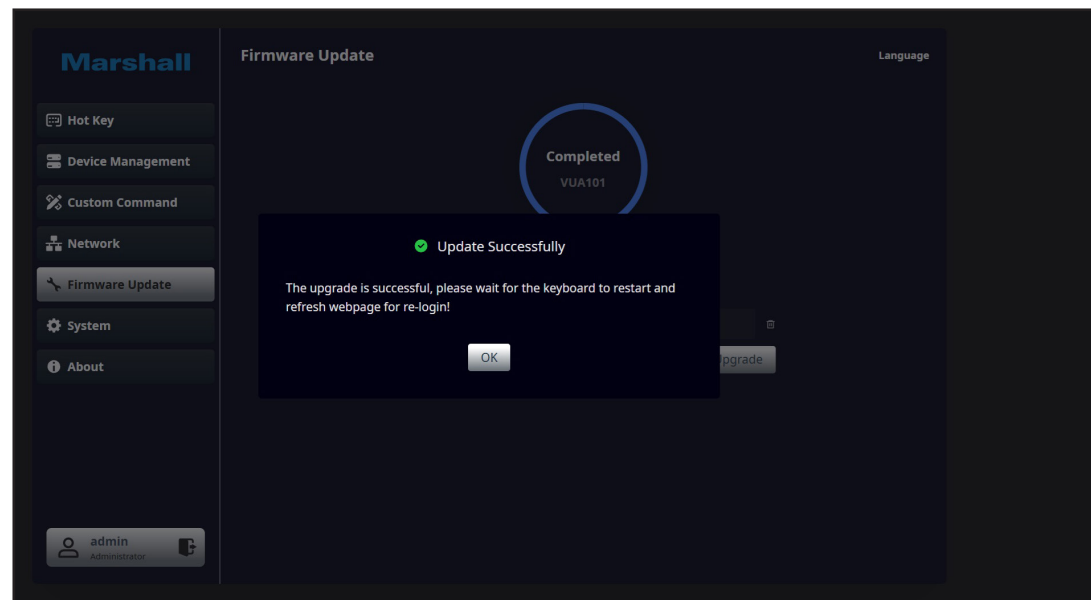 Marshall
Firmware Update
Language
Hot Key
Device Management
Custom Command
Network
Firmware Update
System
About
Completed
VUA101
Update Successfully
The upgrade is successful, please wait for the keyboard to restart and
refresh webpage for re-login!
OK
pgrade
admin
Administrator